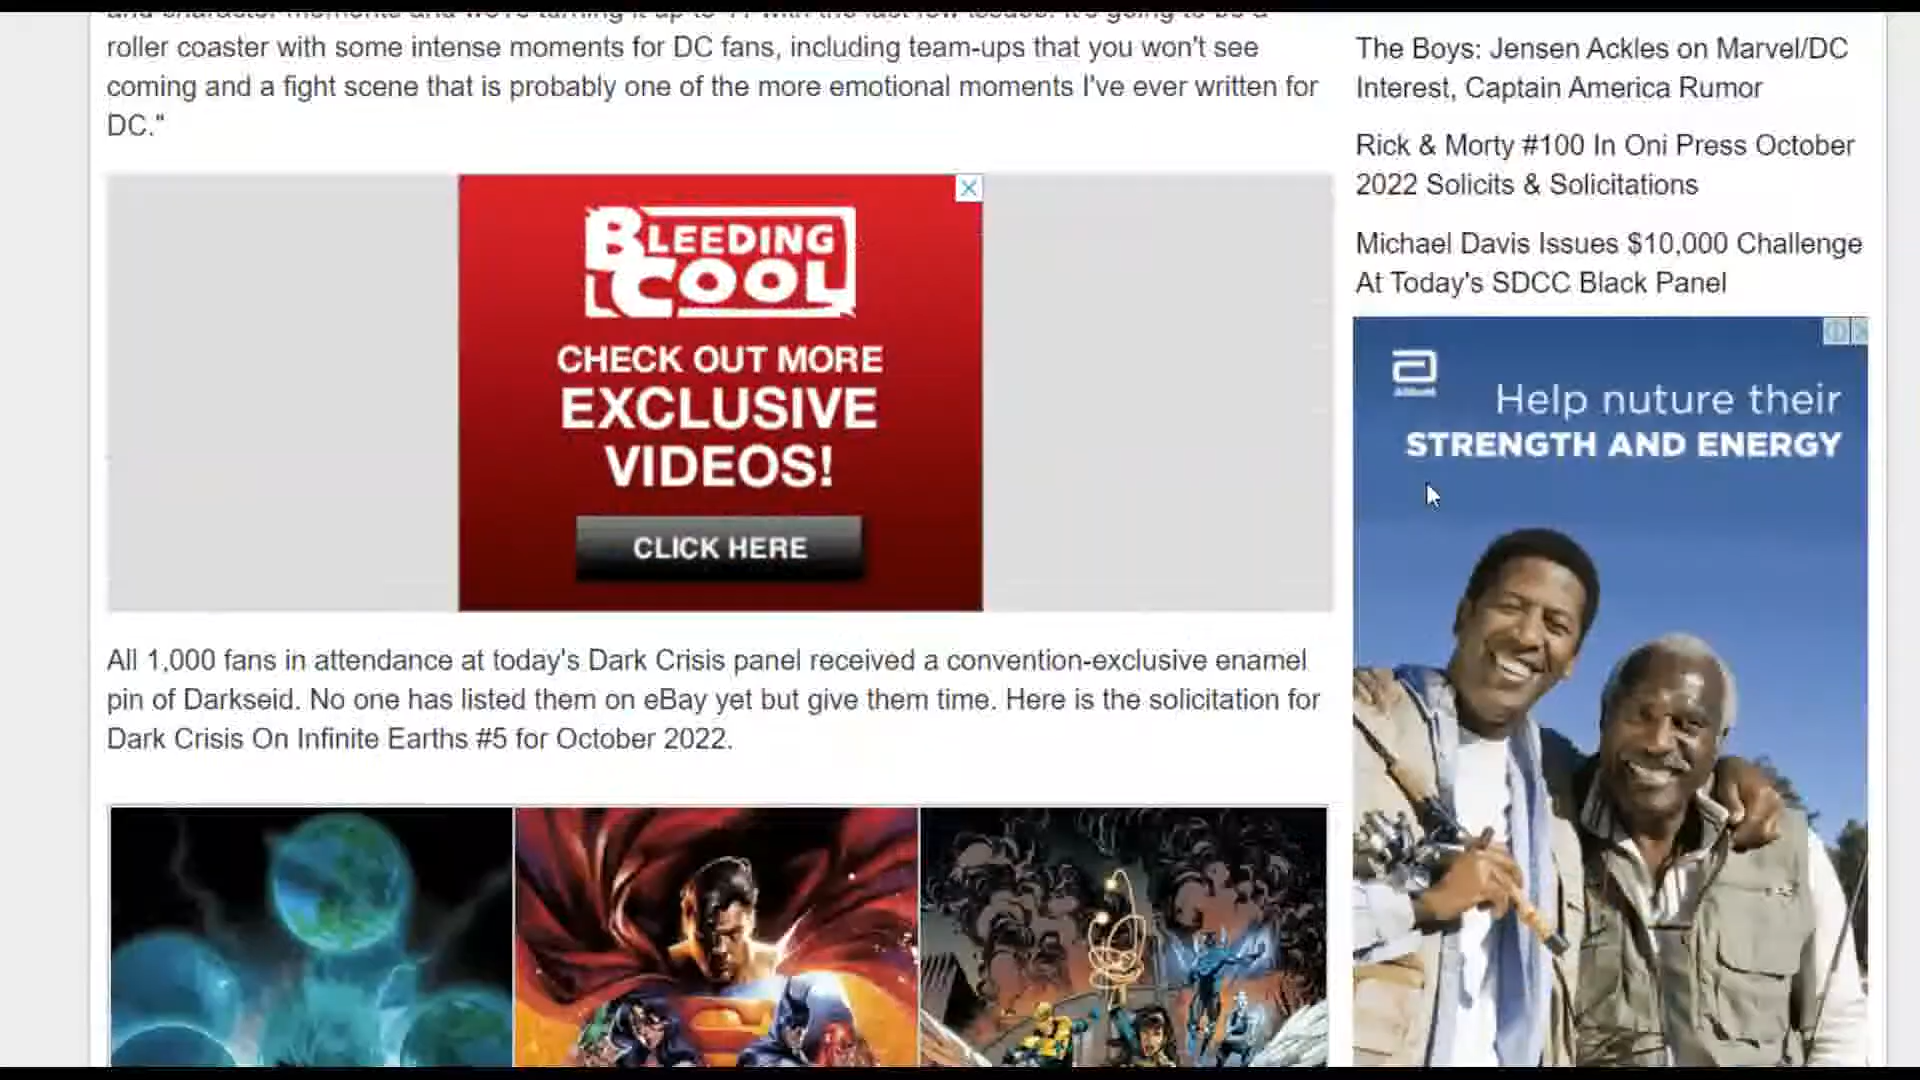 roller coaster with some intense moments for DC fans, including team-ups that you won't see
coming and a fight scene that is probably one of the more emotional moments I've ever written for
DC."
BLEEDING
COOL
CHECK OUT MORE
EXCLUSIVE
VIDEOS!
CLICK HERE
All 1,000 fans in attendance at today's Dark Crisis panel received a convention-exclusive enamel
pin of Darkseid. No one has listed them on eBay yet but give them time. Here is the solicitation for
Dark Crisis On Infinite Earths #5 for October 2022.
The Boys: Jensen Ackles on Marvel/DC
Interest, Captain America Rumor
Rick & Morty #100 In Oni Press October
2022 Solicits & Solicitations
Michael Davis Issues $10,000 Challenge
At Today's SDCC Black Panel
Help nuture their
STRENGTH AND ENERGY